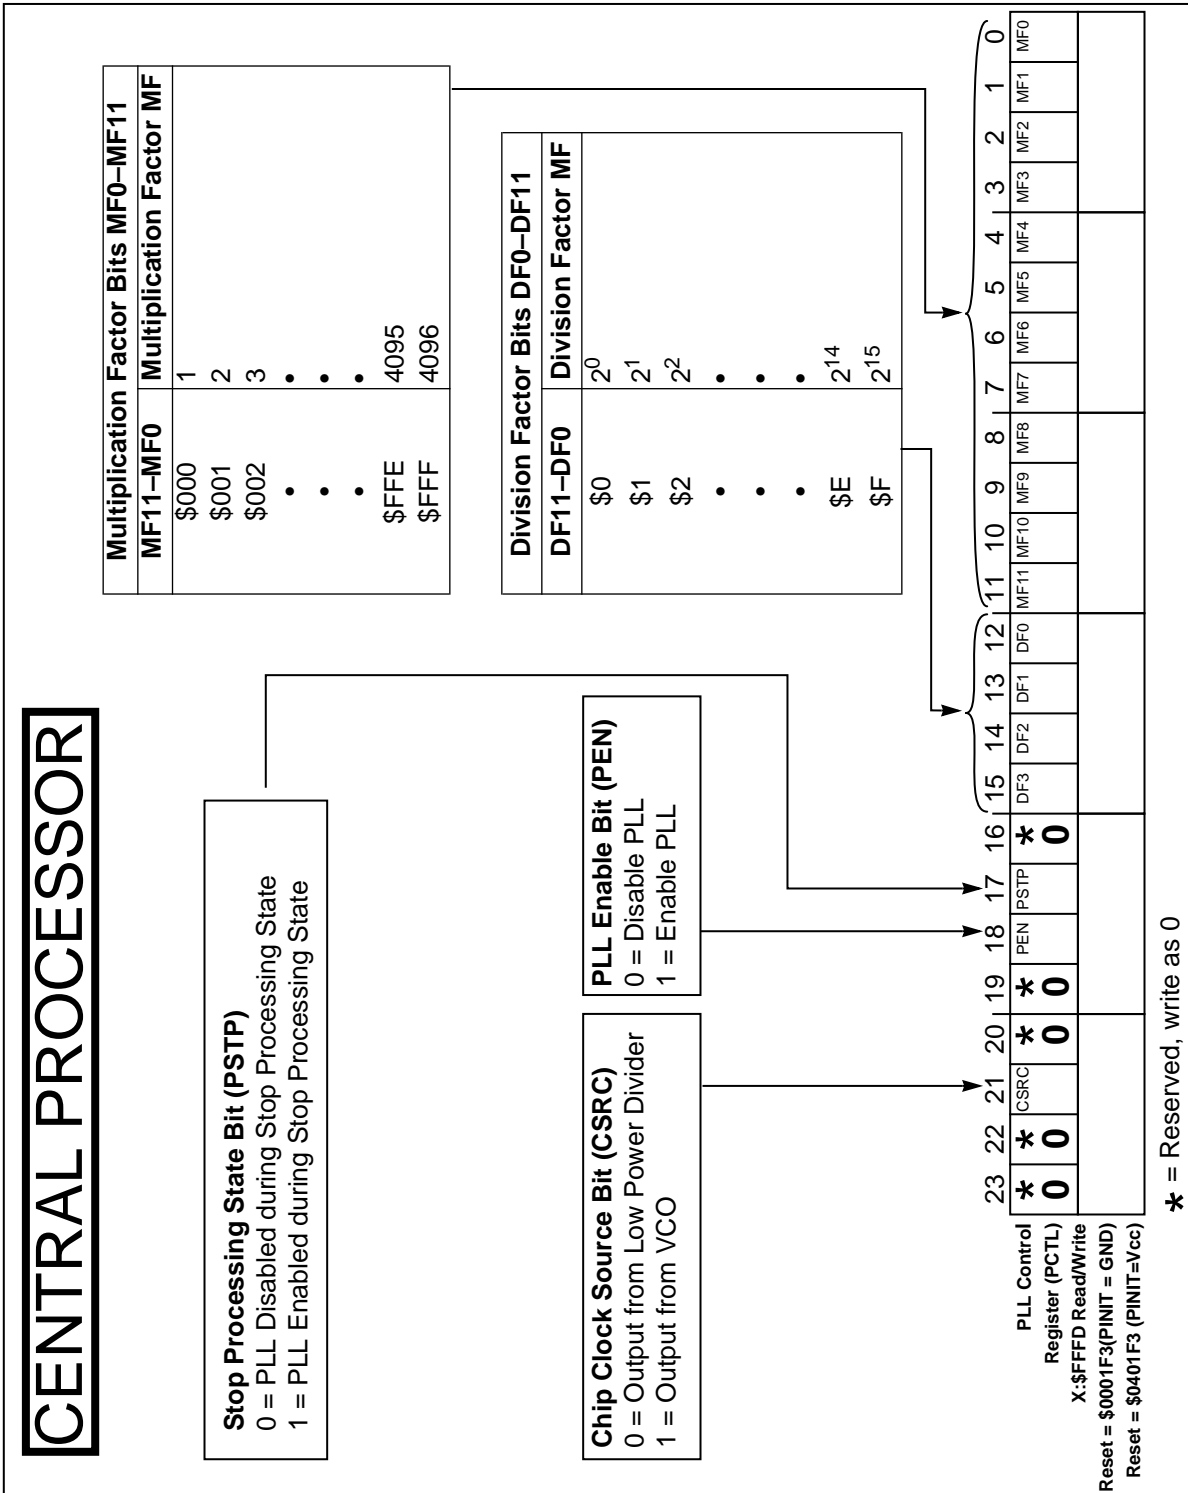 CENTRAL PROCESSOR
Stop Processing State Bit (PSTP)
0 = PLL Disabled during Stop Processing State
1 = PLL Enabled during Stop Processing State
Multiplication Factor Bits MF0–MF11
MF11–MF0 Multiplication Factor MF
$000 1
$001 2
$002 3
• •
• •
• •
$FFE 4095
$FFF 4096
Chip Clock Source Bit (CSRC)
0 = Output from Low Power Divider
1 = Output from VCO
PLL Enable Bit (PEN)
0 = Disable PLL
1 = Enable PLL
Division Factor Bits DF0–DF11
DF11–DF0 Division Factor MF
$0 2^0
$1 2^1
$2 2^2
• •
• •
• •
$E 2^14
$F 2^15
23 22 21 20 19 18 17 16 15 14 13 12 11 10 9 8 7 6 5 4 3 2 1 0
PLL Control * * CSRC * * PEN PSTP * DF3 DF2 DF1 DF0 MF11 MF10 MF9 MF8 MF7 MF6 MF5 MF4 MF3 MF2 MF1 MF0
Register (PCTL) 0 0 0 0 0
X:$FFFD Read/Write
Reset = $0001F3(PINIT = GND)
Reset = $0401F3 (PINIT=Vcc)
* = Reserved, write as 0